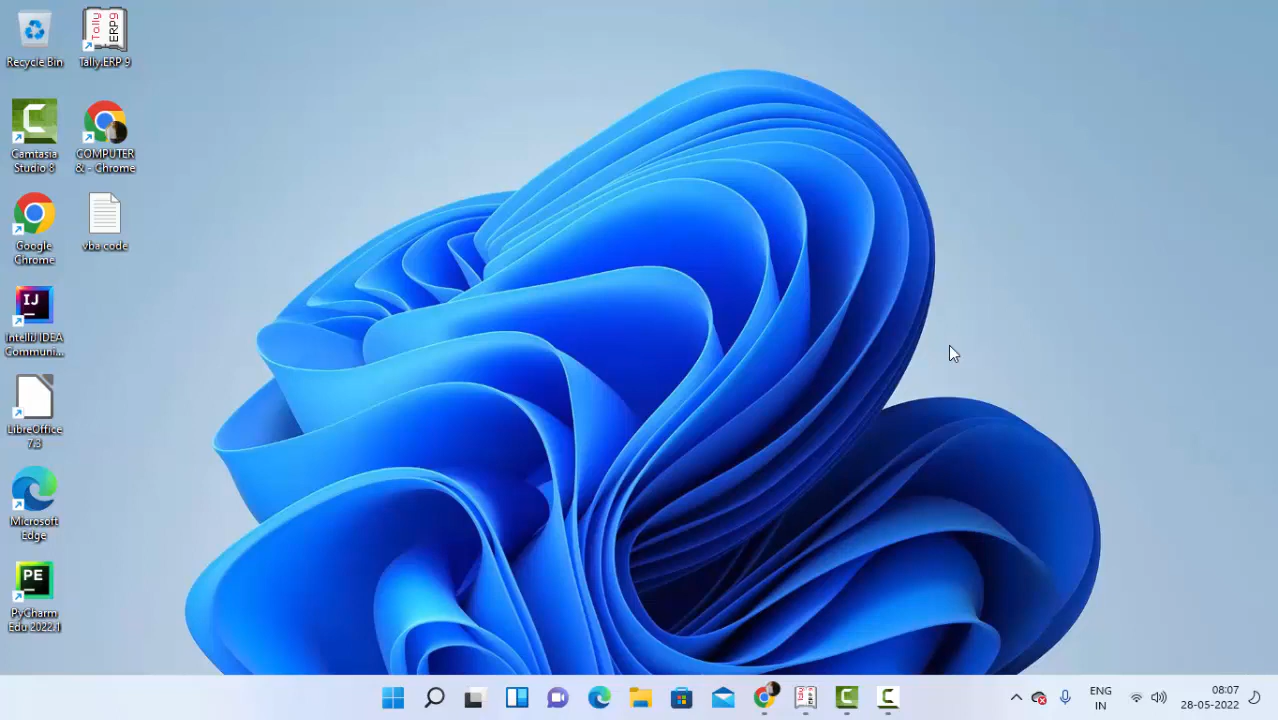 Recycle Bin
Tally.ERP 9
Camtasia
Studio 8
COMPUTER
& - Chrome
Google
Chrome
vba code
IntelliJ IDEA
Communi...
LibreOffice
7.3
Microsoft
Edge
PyCharm
Edu 2022.1
ENG
IN
08:07
28-05-2022